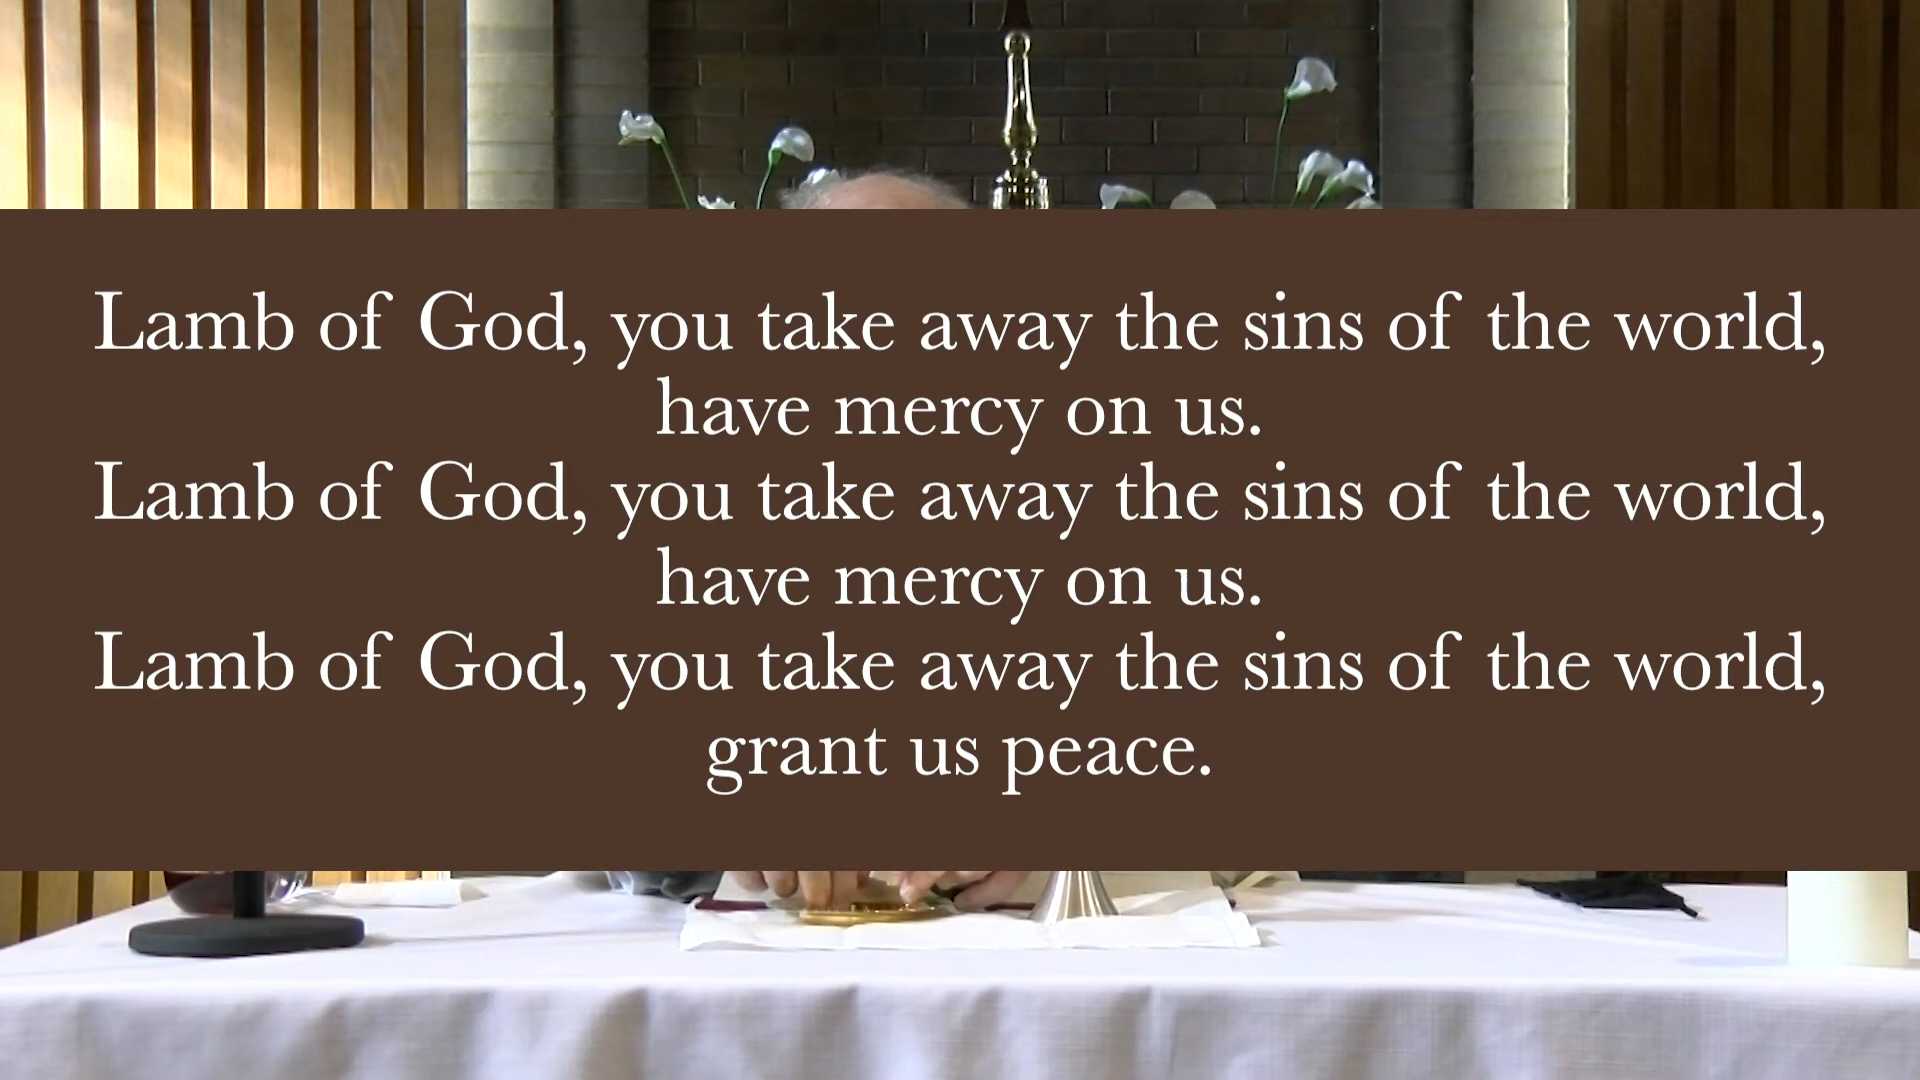 Lamb of God, you take away the sins of the world,
have mercy on us.
Lamb of God, you take away the sins of the world,
have mercy on us.
Lamb of God, you take away the sins of the world,
grant us peace.